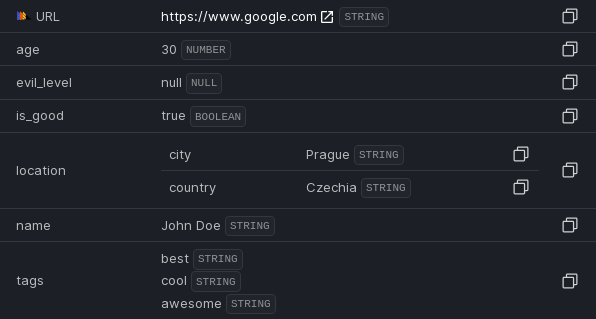 URL https://www.google.com STRING
age 30 NUMBER
evil_level null NULL
is_good true BOOLEAN
location
city Prague STRING
country Czechia STRING
name John Doe STRING
tags
best STRING
cool STRING
awesome STRING